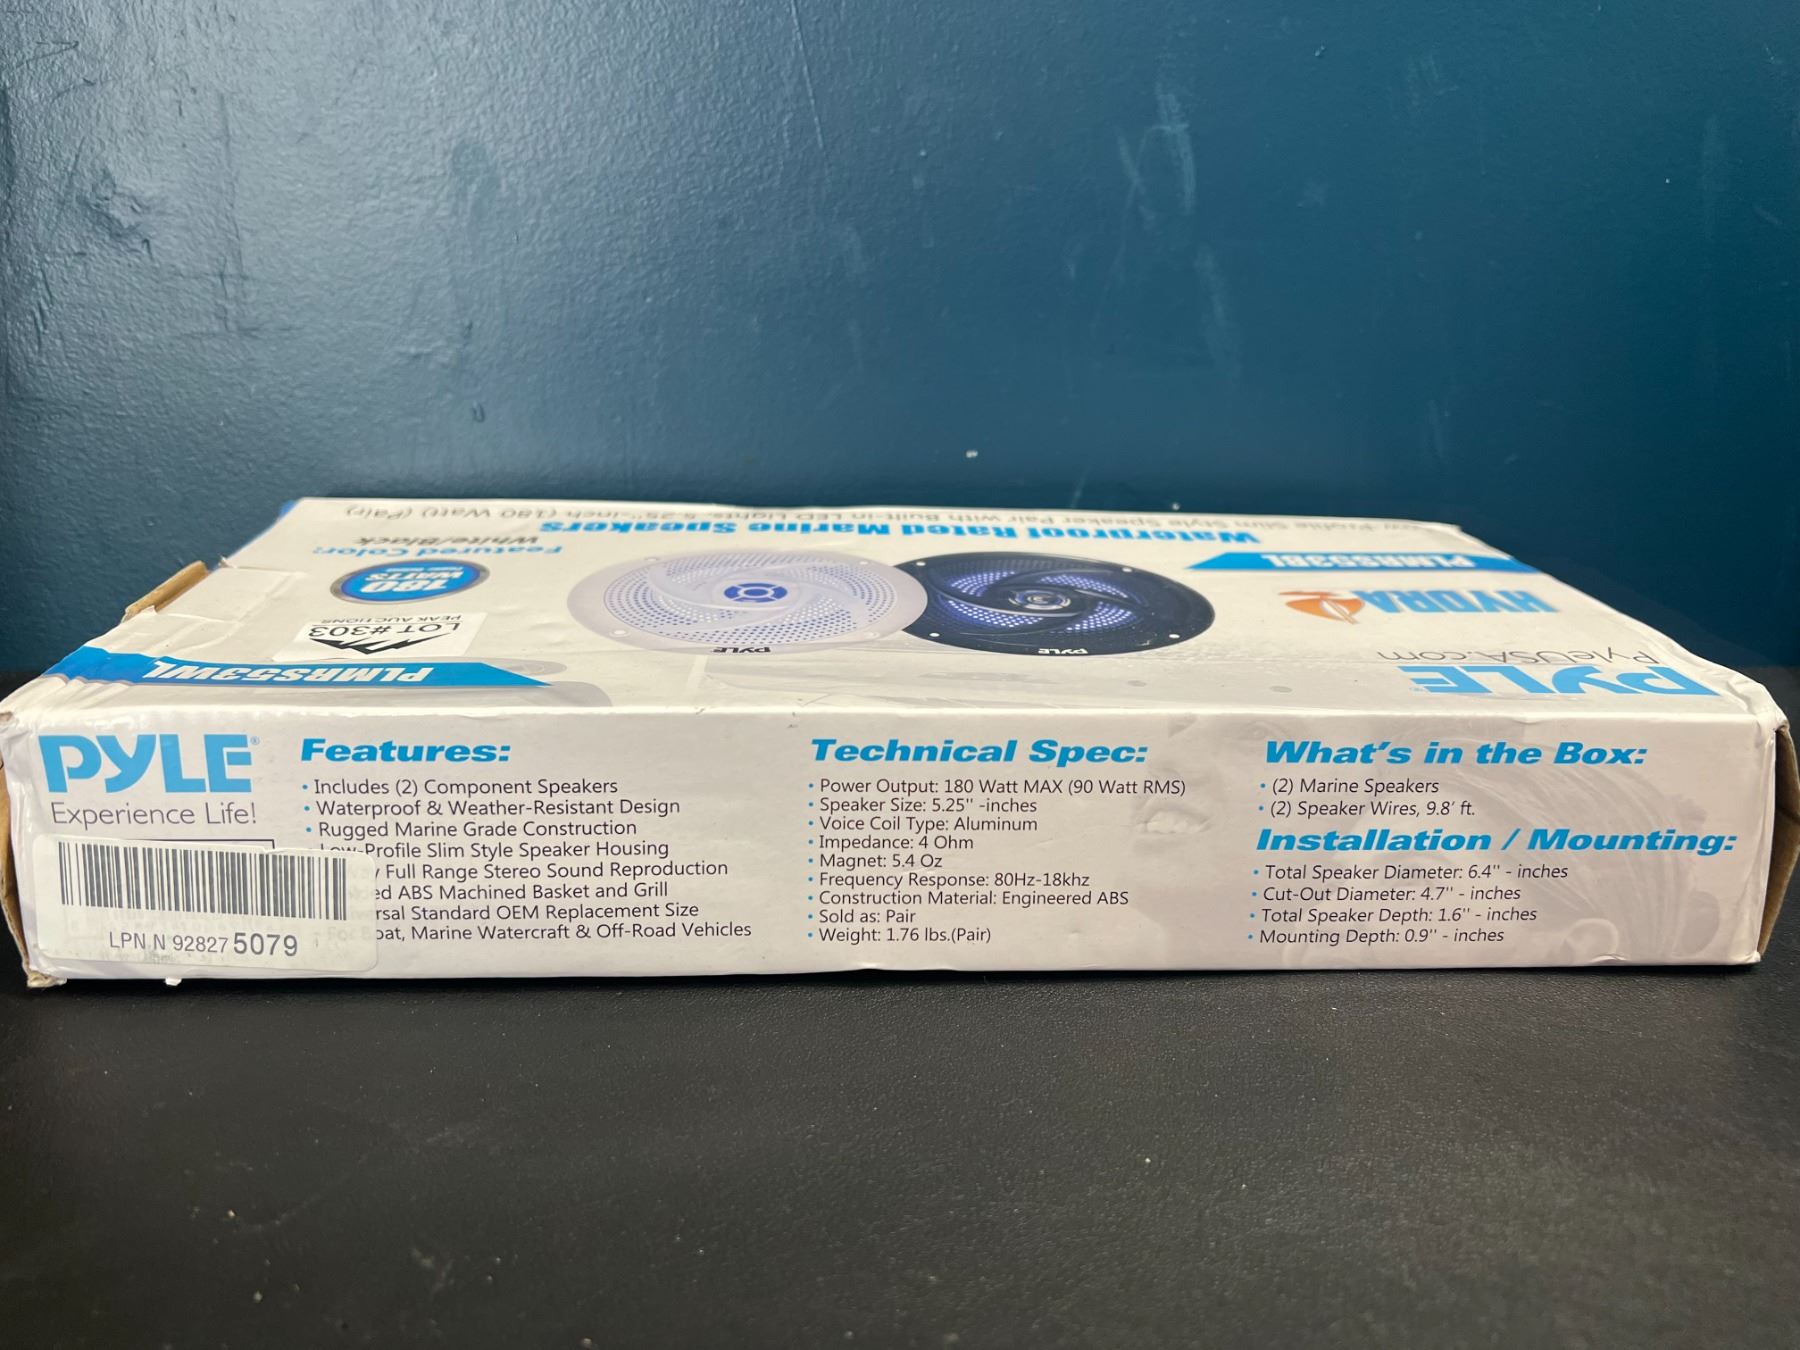 Low Profile Slim Style Speaker Pair with Built-in LED Lights, 5.25''-inch (180 Watt) (Pair)
Waterproof Rated Marine Speakers
PLMRS53BL
Featured Color:
White/Black
180
WATTS
HYDRA
PYLE
PYLE
LOT #303
PEAK AUCTIONS
PyleUSA.com
PYLE
PLMRS53WL
PYLE®
Experience Life!
LPN N 92827 5079
Features:
• Includes (2) Component Speakers
• Waterproof & Weather-Resistant Design
• Rugged Marine Grade Construction
Low-Profile Slim Style Speaker Housing
Full Range Stereo Sound Reproduction
ABS Machined Basket and Grill
Standard OEM Replacement Size
For Boat, Marine Watercraft & Off-Road Vehicles
Technical Spec:
• Power Output: 180 Watt MAX (90 Watt RMS)
• Speaker Size: 5.25'' -inches
• Voice Coil Type: Aluminum
• Impedance: 4 Ohm
• Magnet: 5.4 Oz
• Frequency Response: 80Hz-18khz
• Construction Material: Engineered ABS
• Sold as: Pair
• Weight: 1.76 lbs.(Pair)
What's in the Box:
• (2) Marine Speakers
• (2) Speaker Wires, 9.8' ft.
Installation / Mounting:
• Total Speaker Diameter: 6.4'' - inches
• Cut-Out Diameter: 4.7'' - inches
• Total Speaker Depth: 1.6'' - inches
• Mounting Depth: 0.9'' - inches